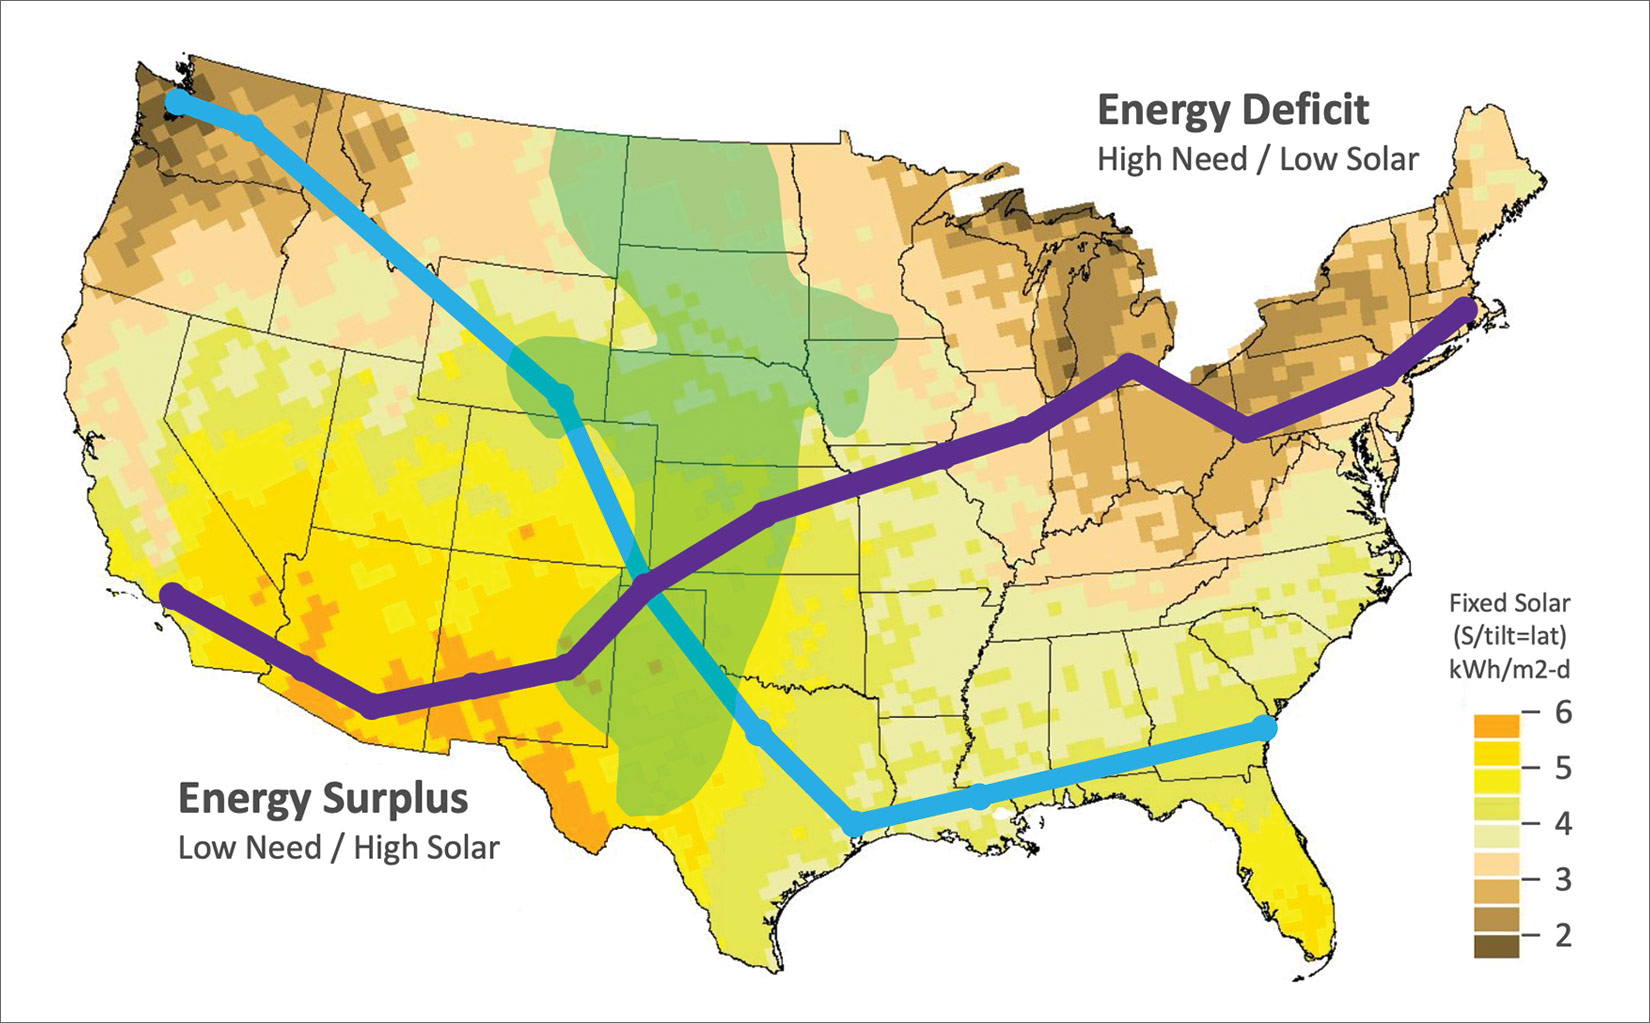 Energy Deficit
High Need / Low Solar
Energy Surplus
Low Need / High Solar
Fixed Solar
(S/tilt=lat)
kWh/m2-d
6
5
4
3
2